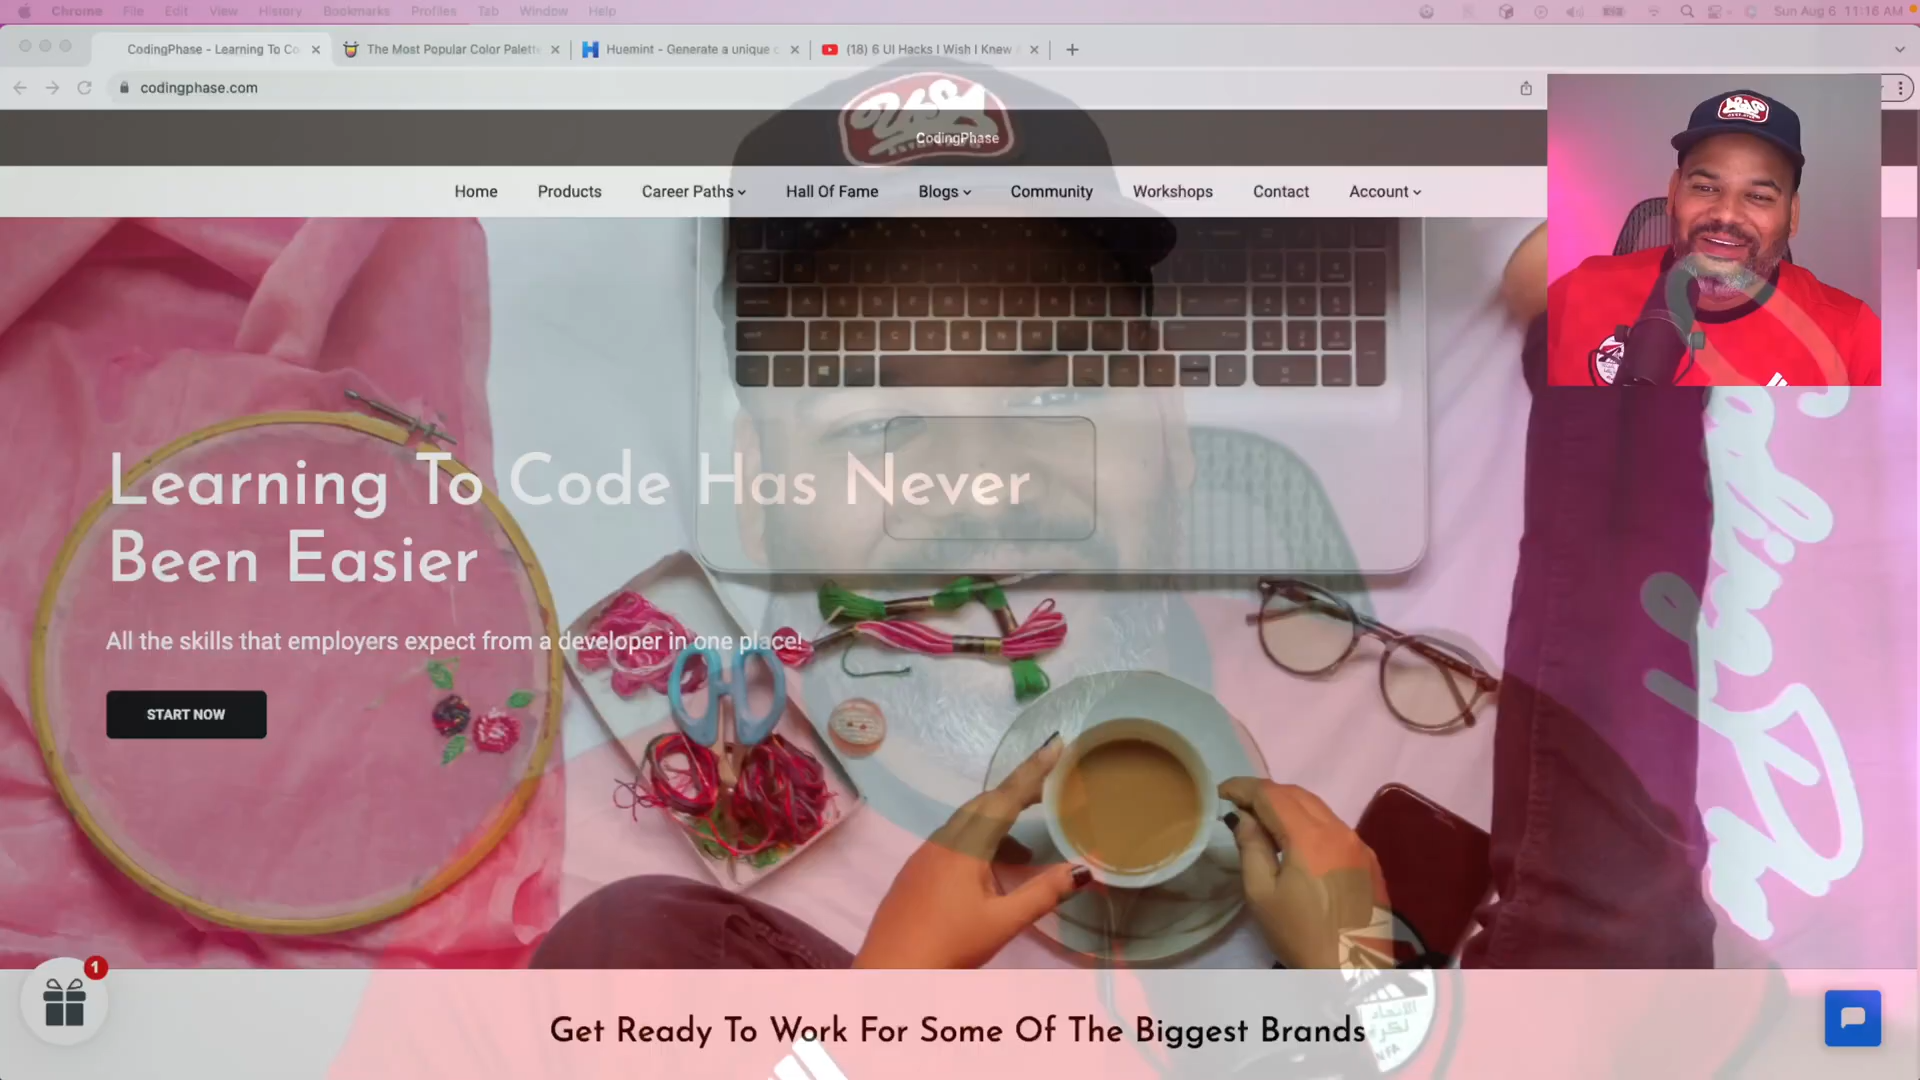 Chrome File Edit View History Bookmarks Profiles Tab Window Help
Sun Aug 6 11:16 AM
CodingPhase - Learning To Co
The Most Popular Color Palett
Huemint - Generate a unique c
(18) 6 UI Hacks I Wish I Knew
codingphase.com
CodingPhase
Home Products Career Paths Hall Of Fame Blogs Community Workshops Contact Account
Learning To Code Has Never
Been Easier
All the skills that employers expect from a developer in one place!
START NOW
1
Get Ready To Work For Some Of The Biggest Brands